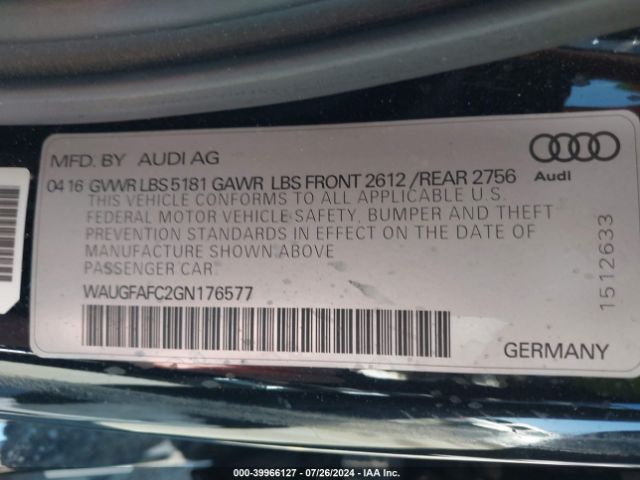 MFD. BY AUDI AG
04 16 GVWR LBS 5181 GAWR LBS FRONT 2612 / REAR 2756
THIS VEHICLE CONFORMS TO ALL APPLICABLE U.S.
FEDERAL MOTOR VEHICLE SAFETY, BUMPER AND THEFT
PREVENTION STANDARDS IN EFFECT ON THE DATE OF
MANUFACTURE SHOWN ABOVE
PASSENGER CAR.
WAUGFAFC2GN176577
Audi
1512633
GERMANY
000-39966127 - 07/26/2024 - IAA Inc.